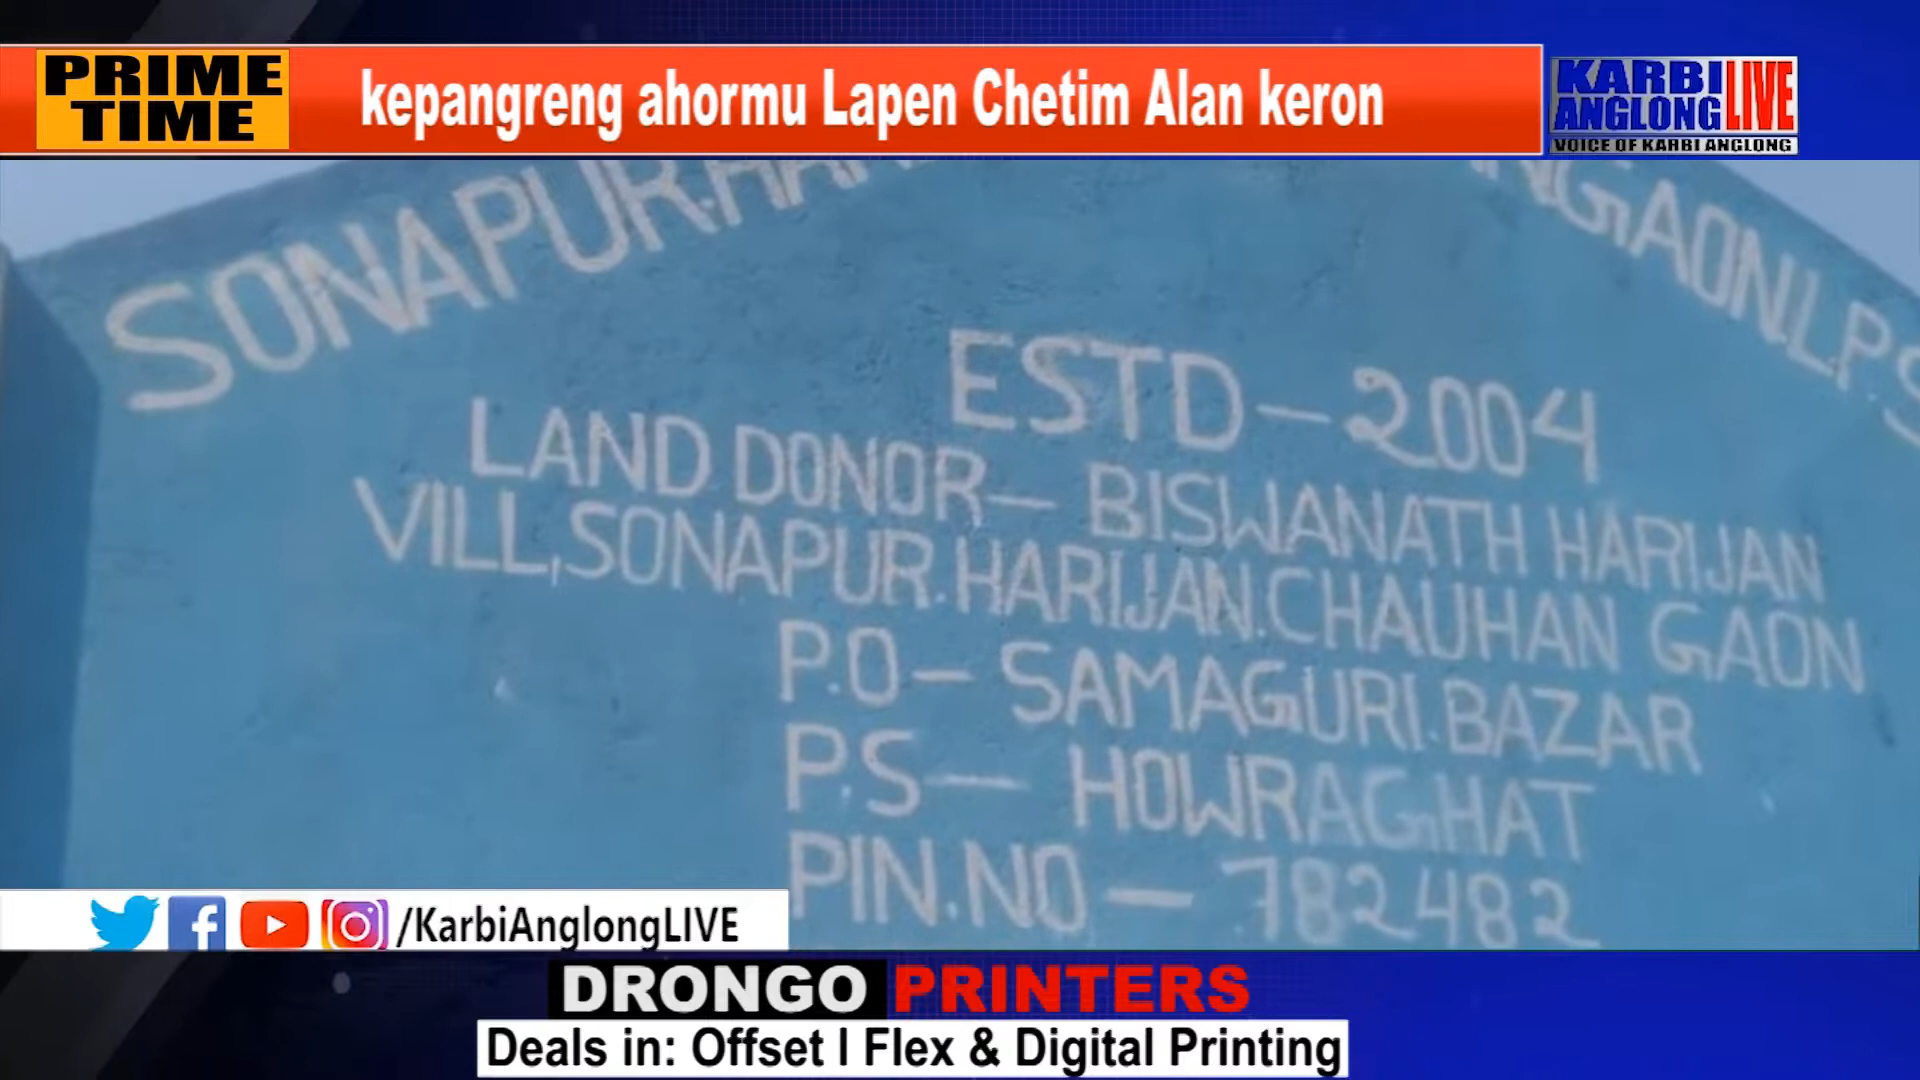 PRIME
TIME
kepangreng ahormu Lapen Chetim Alan keron
KARBI
ANGLONG
LIVE
VOICE OF KARBI ANGLONG
SONAPUR.
GAON.L.P.S
ESTD-2004
LAND DONOR- BISWANATH HARIJAN
VILL,SONAPUR.HARIJAN.CHAUHAN GAON
P.O- SAMAGURI.BAZAR
P.S- HOWRAGHAT
PIN.NO- 782482
/KarbiAnglongLIVE
DRONGO PRINTERS
Deals in: Offset I Flex & Digital Printing